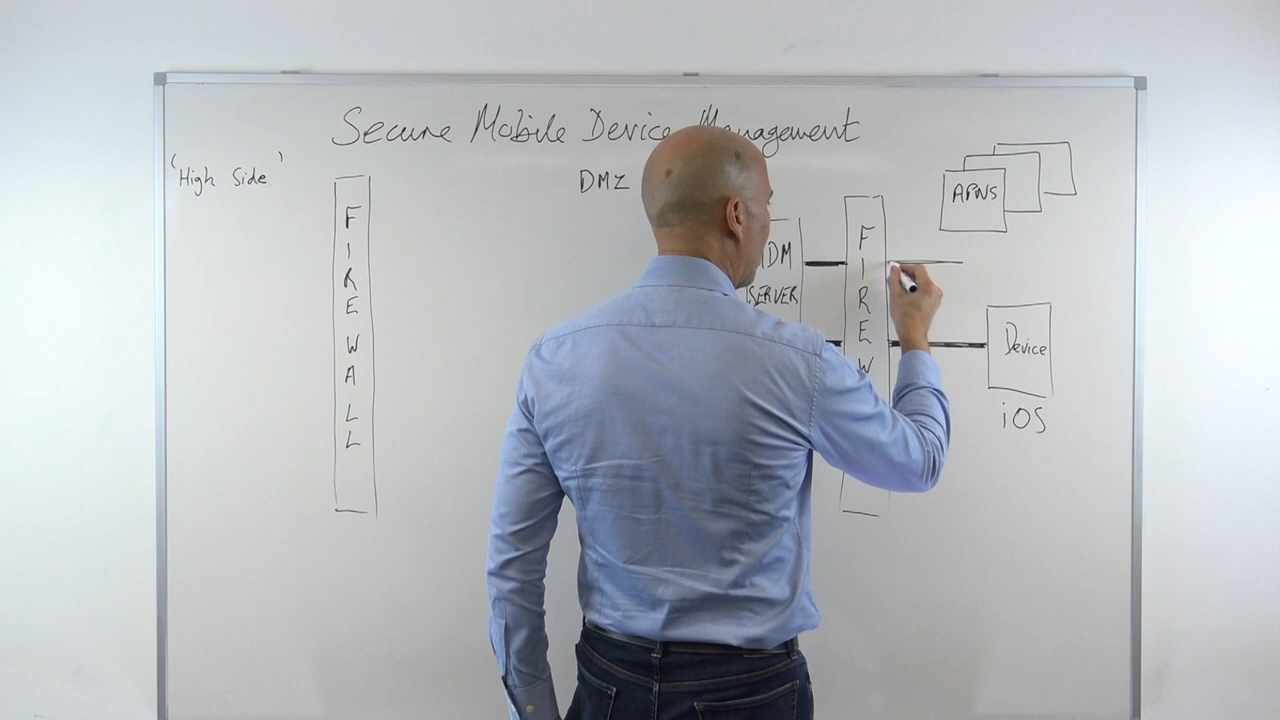 Secure Mobile Device Management
'High Side'
DMZ
APNS
FIREWALL
MDM
SERVER
FIREW
Device
iOS